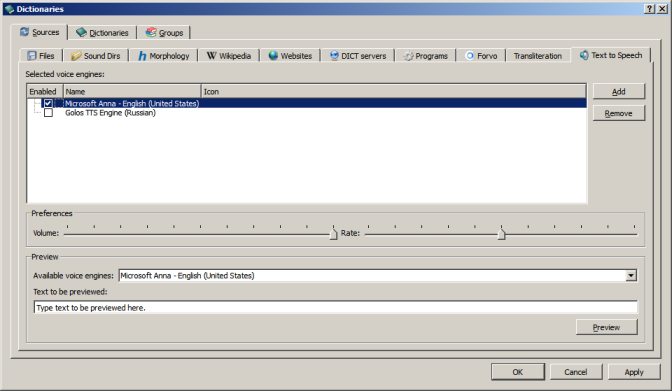 Dictionaries
Sources Dictionaries Groups
Files Sound Dirs Morphology Wikipedia Websites DICT servers Programs Forvo Transliteration Text to Speech
Selected voice engines:
Enabled Name Icon
Microsoft Anna - English (United States)
Golos TTS Engine (Russian)
Add
Remove
Preferences
Volume: Rate:
Preview
Available voice engines: Microsoft Anna - English (United States)
Text to be previewed:
Type text to be previewed here.
Preview
OK Cancel Apply